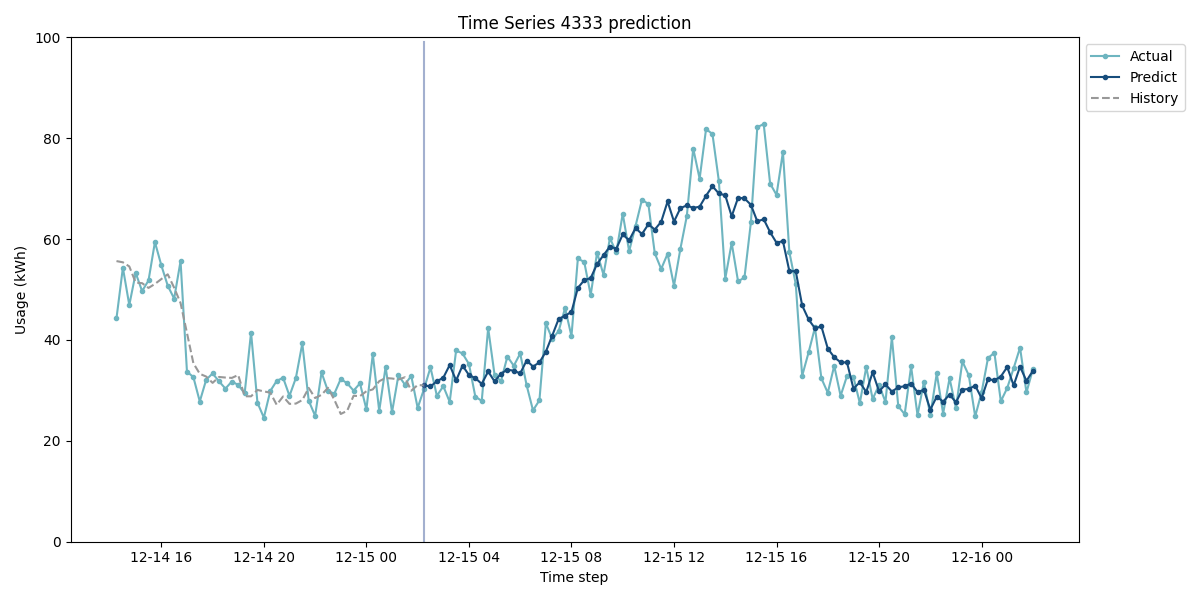 Time Series 4333 prediction
100
80
60
40
20
0
Usage (kWh)
12-14 16
12-14 20
12-15 00
12-15 04
12-15 08
12-15 12
12-15 16
12-15 20
12-16 00
Time step
Actual
Predict
History